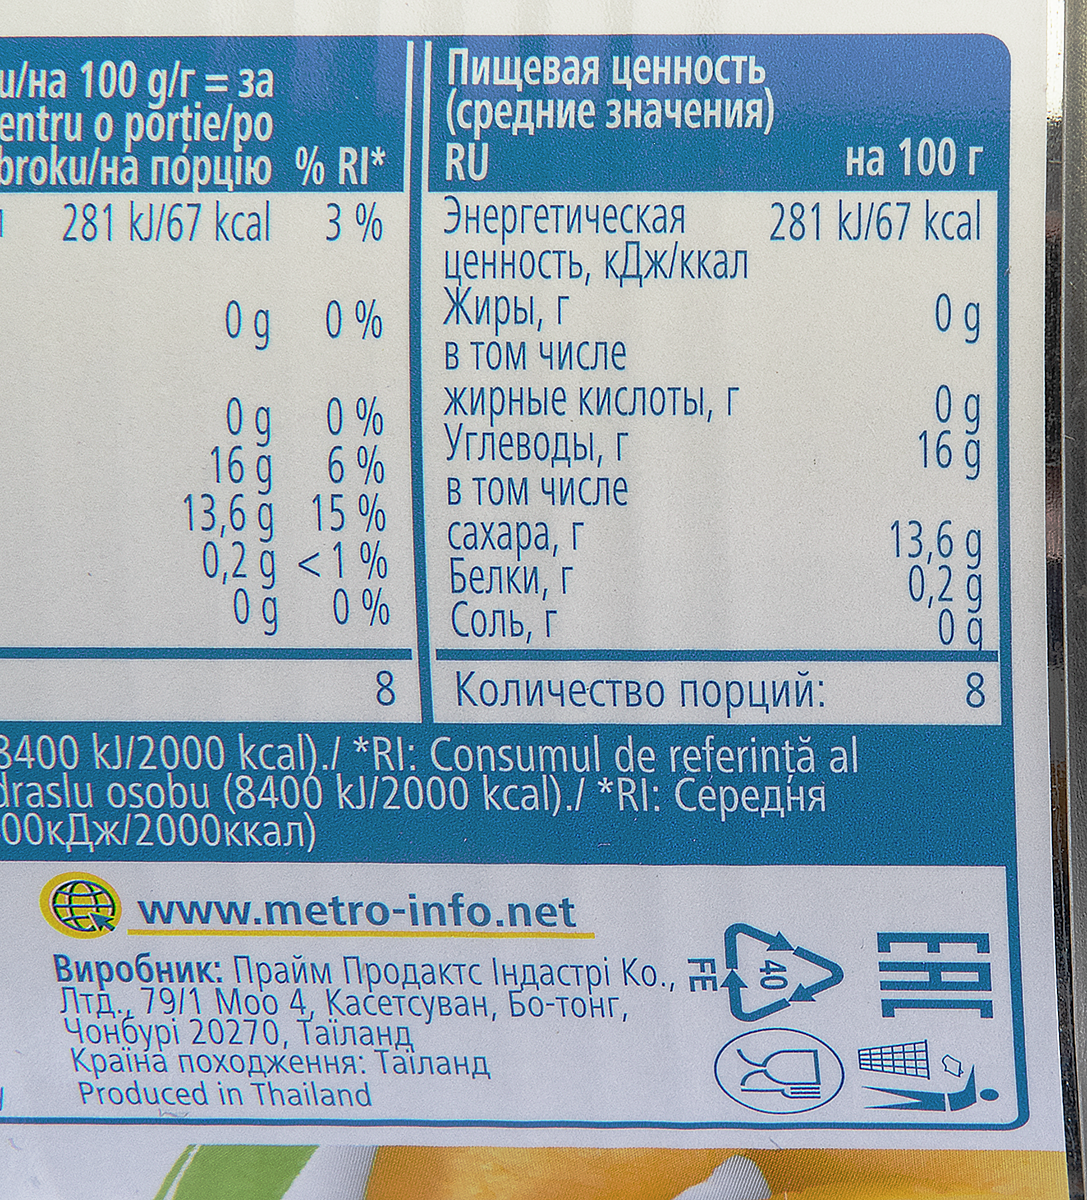 u/на 100 g/г = за
entru o porție/po
broku/на порцію % RI*
281 kJ/67 kcal 3 %
0 g 0 %
0 g 0 %
16 g 6 %
13,6 g 15 %
0,2 g < 1 %
0 g 0 %
8
Пищевая ценность
(средние значения)
RU на 100 г
Энергетическая 281 kJ/67 kcal
ценность, кДж/ккал
Жиры, г 0 g
в том числе
жирные кислоты, г 0 g
Углеводы, г 16 g
в том числе
сахара, г 13,6 g
Белки, г 0,2 g
Соль, г 0 g
Количество порций: 8
8400 kJ/2000 kcal)./ *RI: Consumul de referință al
draslu osobu (8400 kJ/2000 kcal)./ *RI: Середня
00кДж/2000ккал)
www.metro-info.net
Виробник: Прайм Продактс Індастрі Ко.,
Лтд., 79/1 Моо 4, Касетсуван, Бо-тонг,
Чонбурі 20270, Таїланд
Країна походження: Таїланд
Produced in Thailand
40
FE
EAC